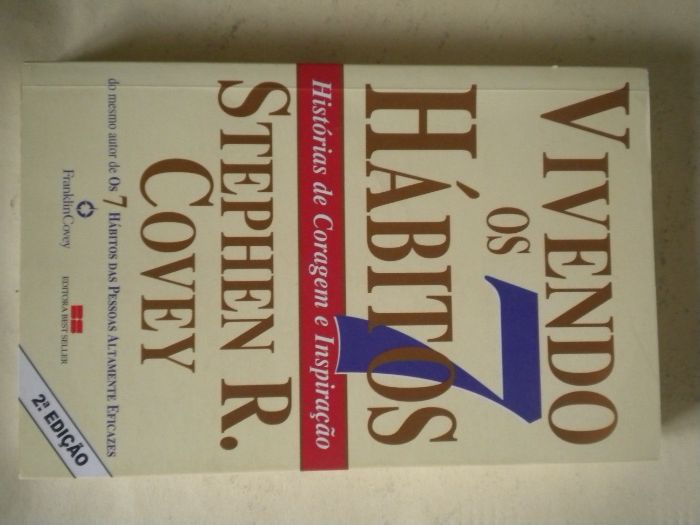 VIVENDO
OS
7
HÁBITOS
Histórias de Coragem e Inspiração
STEPHEN R.
COVEY
do mesmo autor de OS 7 HÁBITOS DAS PESSOAS ALTAMENTE EFICAZES
FranklinCovey
EDITORA BEST SELLER
2ª EDIÇÃO